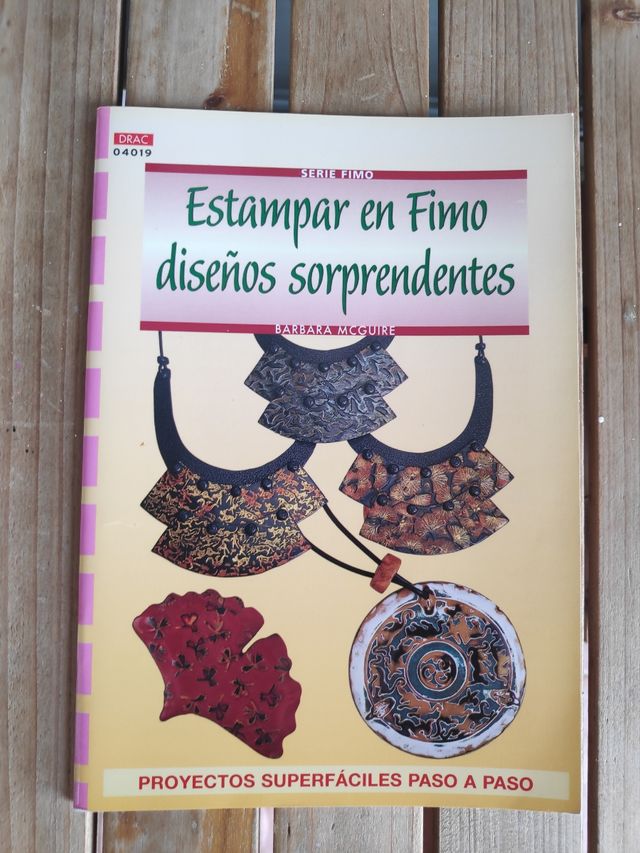 DRAC
04019
SERIE FIMO
Estampar en Fimo
diseños sorprendentes
BARBARA MCGUIRE
PROYECTOS SUPERFÁCILES PASO A PASO